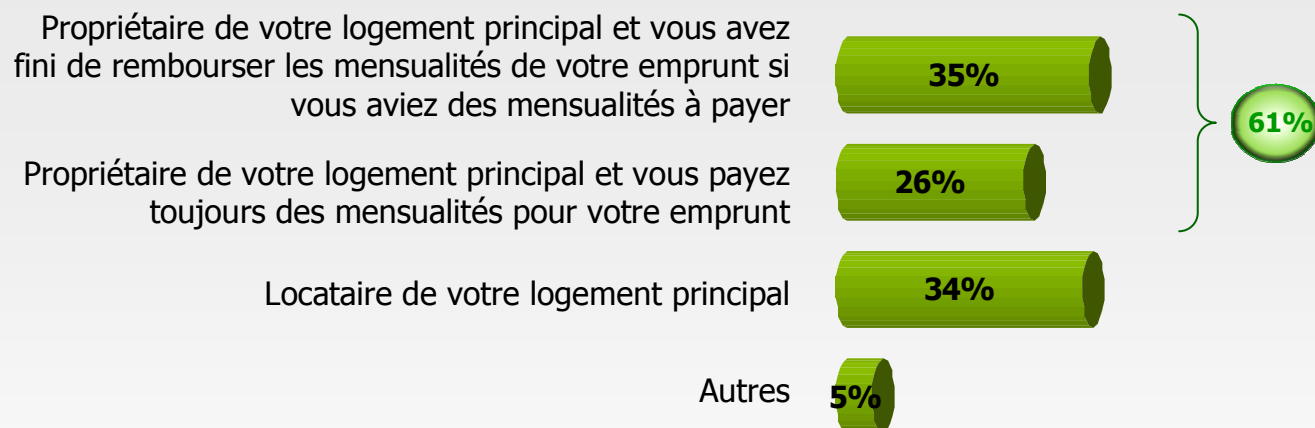 Propriétaire de votre logement principal et vous avez
fini de rembourser les mensualités de votre emprunt si
vous aviez des mensualités à payer
35%
61%
Propriétaire de votre logement principal et vous payez
toujours des mensualités pour votre emprunt
26%
Locataire de votre logement principal
34%
Autres
5%